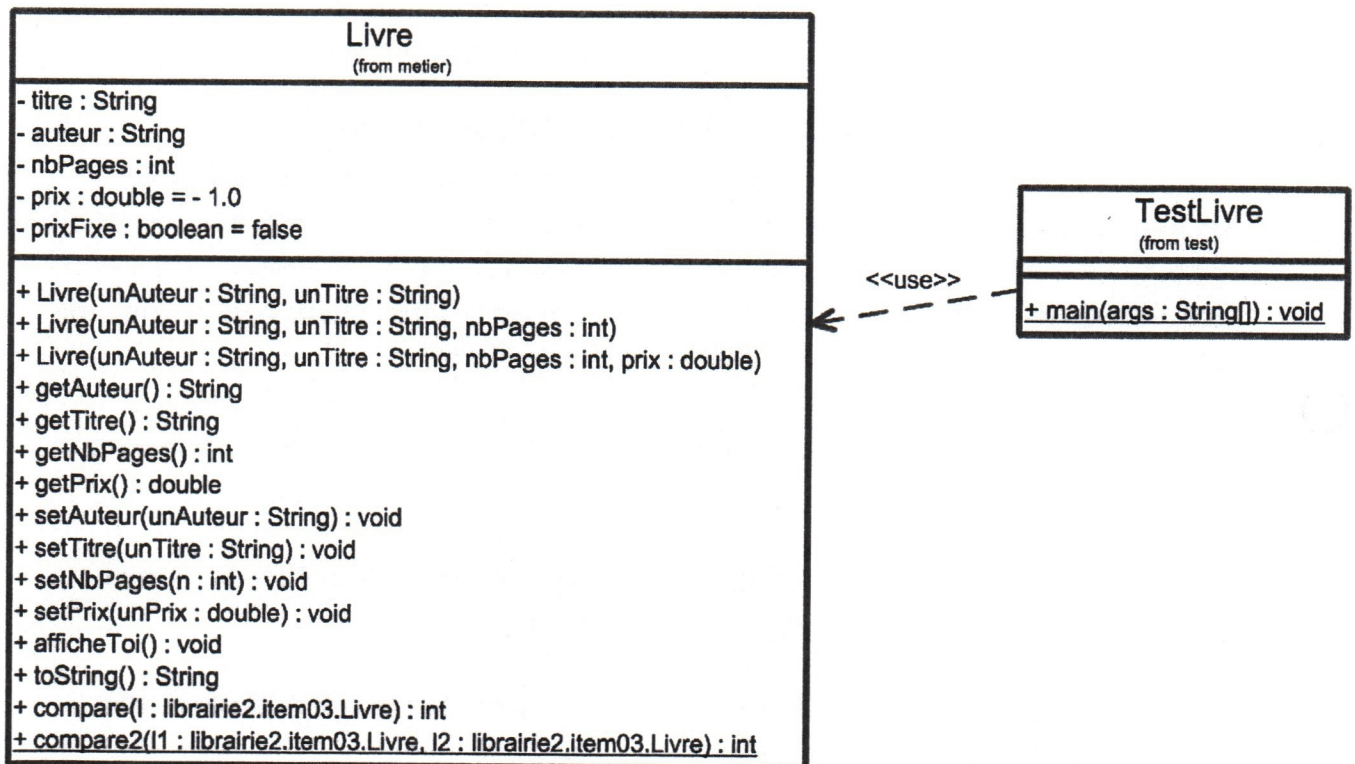 Livre
(from metier)
- titre : String
- auteur : String
- nbPages : int
- prix : double = - 1.0
- prixFixe : boolean = false
+ Livre(unAuteur : String, unTitre : String)
+ Livre(unAuteur : String, unTitre : String, nbPages : int)
+ Livre(unAuteur : String, unTitre : String, nbPages : int, prix : double)
+ getAuteur() : String
+ getTitre() : String
+ getNbPages() : int
+ getPrix() : double
+ setAuteur(unAuteur : String) : void
+ setTitre(unTitre : String) : void
+ setNbPages(n : int) : void
+ setPrix(unPrix : double) : void
+ afficheToi() : void
+ toString() : String
+ compare(l : librairie2.item03.Livre) : int
+ compare2(l1 : librairie2.item03.Livre, l2 : librairie2.item03.Livre) : int
<<use>>
TestLivre
(from test)
+ main(args : String[]) : void